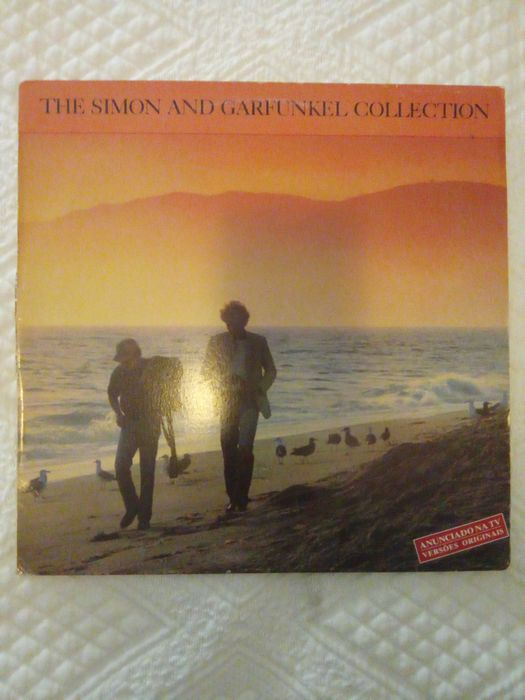 THE SIMON AND GARFUNKEL COLLECTION
ANUNCIADO NA TV
VERSÕES ORIGINAIS